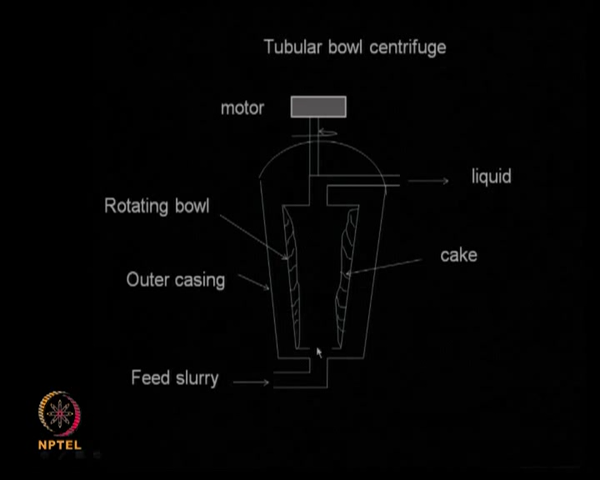 Tubular bowl centrifuge
motor
liquid
Rotating bowl
cake
Outer casing
Feed slurry
NPTEL